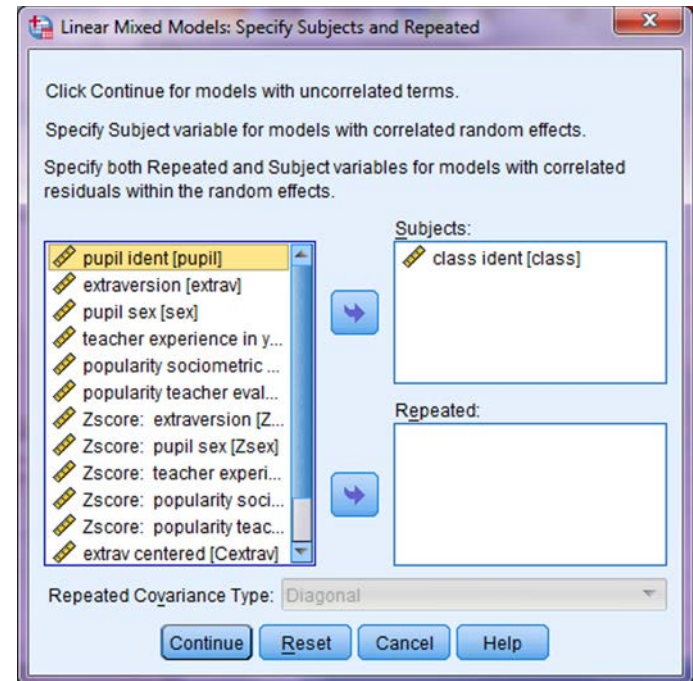 Linear Mixed Models: Specify Subjects and Repeated
Click Continue for models with uncorrelated terms.
Specify Subject variable for models with correlated random effects.
Specify both Repeated and Subject variables for models with correlated
residuals within the random effects.
Subjects:
pupil ident [pupil]
extraversion [extrav]
pupil sex [sex]
teacher experience in y...
popularity sociometric ...
popularity teacher eval...
Zscore: extraversion [Z...
Zscore: pupil sex [Zsex]
Zscore: teacher experi...
Zscore: popularity soci...
Zscore: popularity teac...
extrav centered [Cextrav]
class ident [class]
Repeated:
Repeated Covariance Type: Diagonal
Continue Reset Cancel Help